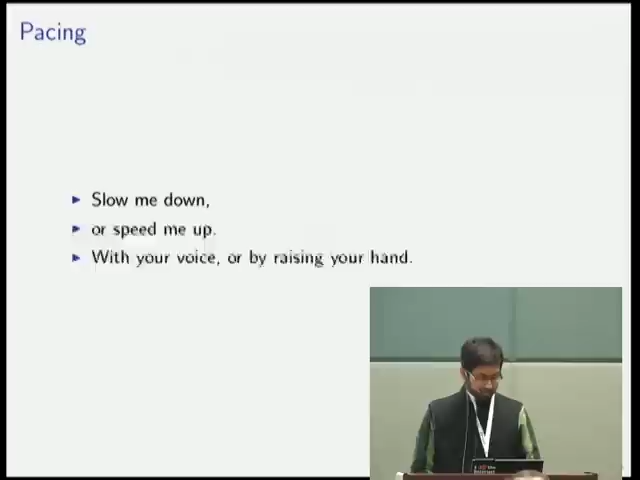 Pacing
Slow me down,
or speed me up.
With your voice, or by raising your hand.